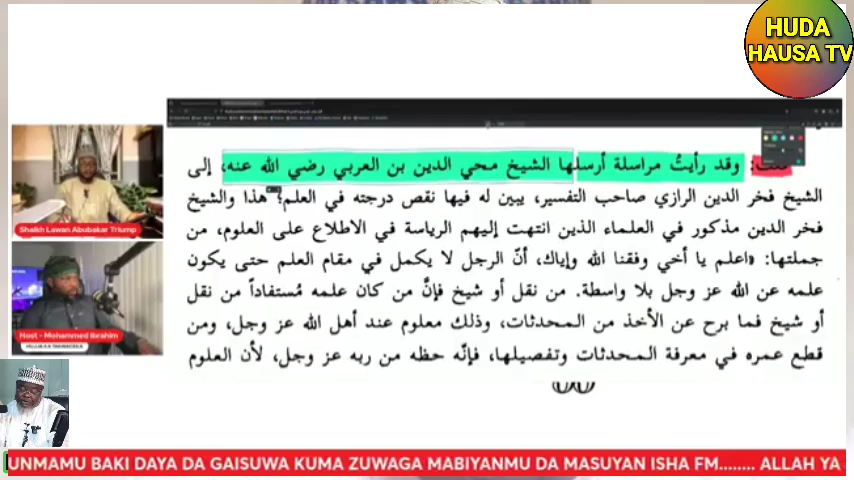 HUDA
HAUSA TV
قلت: وقد رأيتُ مراسلة أرسلها الشيخ محي الدين بن العربي رضي الله عنه، إلى
الشيخ فخر الدين الرازي صاحب التفسير، يبين له فيها نقص درجته في العلم؛ هذا والشيخ
فخر الدين مذكور في العلماء الذين انتهت إليهم الرياسة في الاطلاع على العلوم، من
جملتها: «اعلم يا أخي وفقنا الله وإياك، أنّ الرجل لا يكمل في مقام العلم حتى يكون
علمه عن الله عز وجل بلا واسطة. من نقل أو شيخ فإنَّ من كان علمه مُستفاداً من نقل
أو شيخ فما برح عن الأخذ من المحدثات، وذلك معلوم عند أهل الله عز وجل، ومن
قطع عمره في معرفة المحدثات وتفصيلها، فإنّه حظه من ربه عز وجل، لأن العلوم
Shaikh Lawan Abubakar Triump
Host - Mohammed Ibrahim
UNMAMU BAKI DAYA DA GAISUWA KUMA ZUWAGA MABIYANMU DA MASUYAN ISHA FM........ ALLAH YA